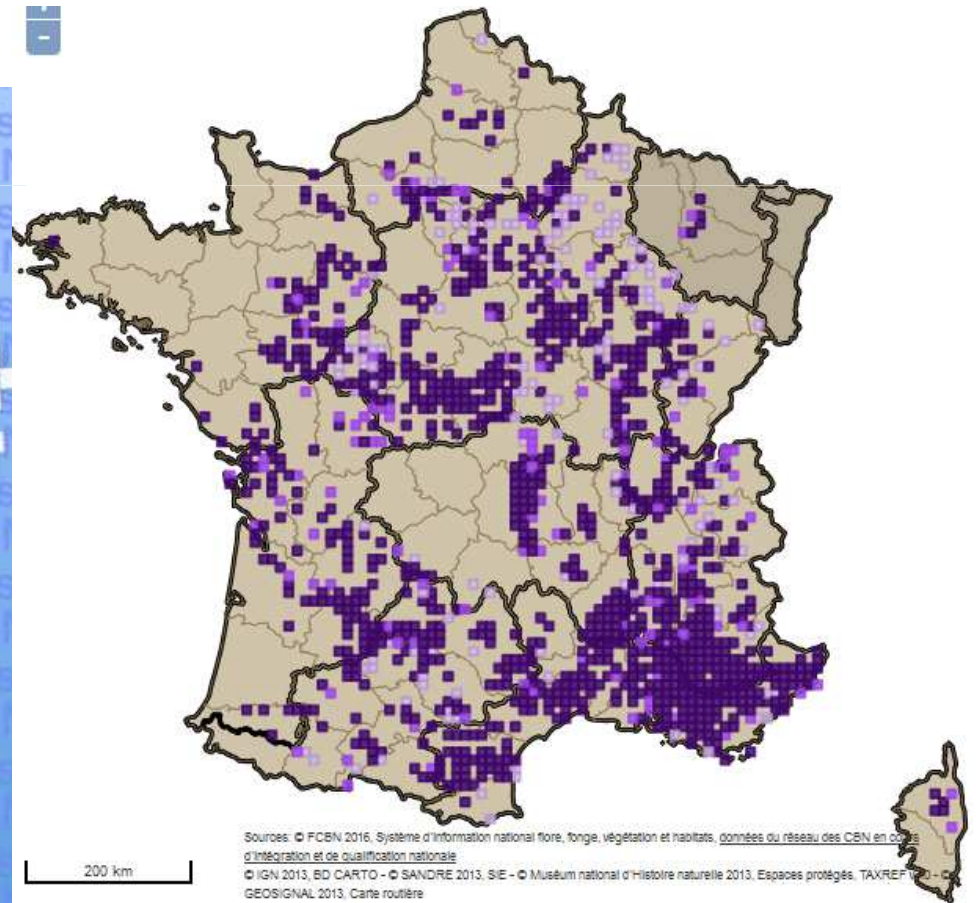 200 km
Sources: © FCBN 2016, Système d'information national flore, fonge, végétation et habitats, données du réseau des CBN en cours
d'intégration et de qualification nationale
© IGN 2013, BD CARTO - © SANDRE 2013, SIE - © Muséum national d'Histoire naturelle 2013, Espaces protégés, TAXREF - ©
GEOSIGNAL 2013, Carte routière